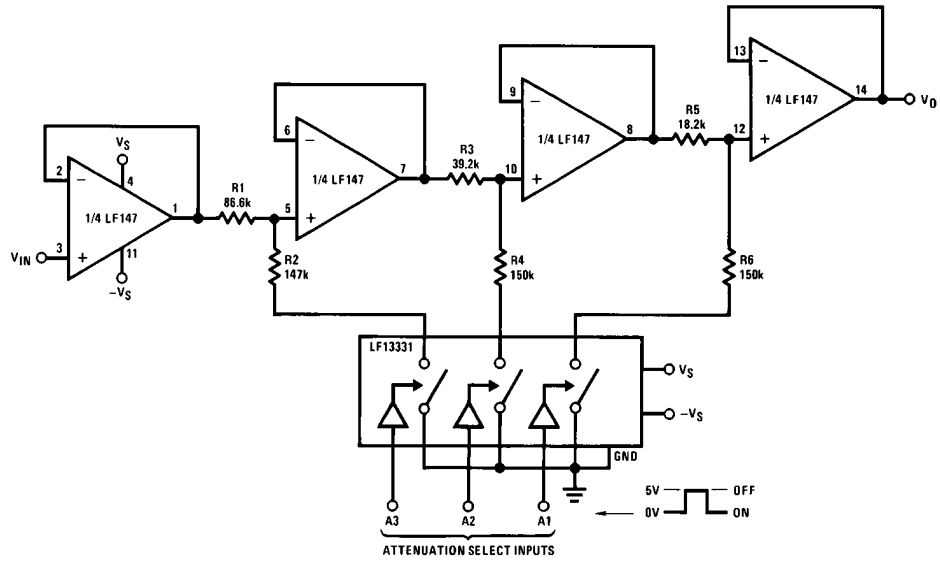 13
−
1/4 LF147
14
VO
12
+
9
−
1/4 LF147
8
10
+
R5
18.2k
6
−
1/4 LF147
7
5
+
R3
39.2k
VS
2
−
4
1/4 LF147
1
VIN
3
+
11
−VS
R1
86.6k
R2
147k
R4
150k
R6
150k
LF13331
VS
−VS
GND
5V
OFF
0V
ON
A3
A2
A1
ATTENUATION SELECT INPUTS